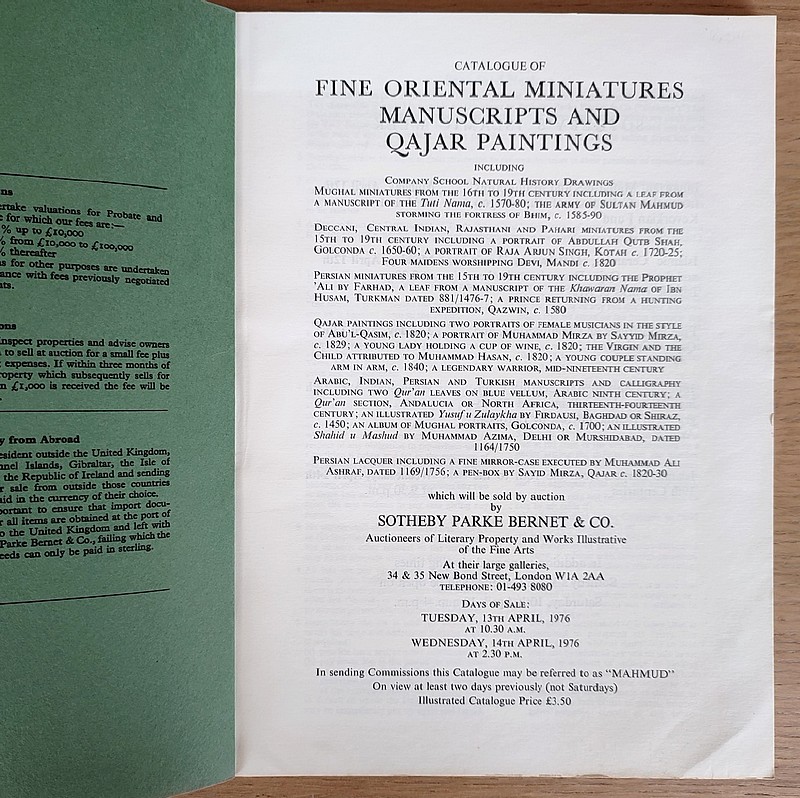 ns
ertake valuations for Probate and
e for which our fees are:—
% up to £10,000
% from £10,000 to £100,000
% thereafter
ns for other purposes are undertaken
ance with fees previously negotiated
nts.
ons
nspect properties and advise owners
to sell at auction for a small fee plus
expenses. If within three months of
operty which subsequently sells for
n £1,000 is received the fee will be
y from Abroad
esident outside the United Kingdom,
nnel Islands, Gibraltar, the Isle of
the Republic of Ireland and sending
r sale from outside those countries
aid in the currency of their choice.
portant to ensure that import docu-
r all items are obtained at the port of
o the United Kingdom and left with
Parke Bernet & Co., failing which the
eeds can only be paid in sterling.
CATALOGUE OF
FINE ORIENTAL MINIATURES
MANUSCRIPTS AND
QAJAR PAINTINGS
INCLUDING
COMPANY SCHOOL NATURAL HISTORY DRAWINGS
MUGHAL MINIATURES FROM THE 16TH TO 19TH CENTURY INCLUDING A LEAF FROM
A MANUSCRIPT OF THE Tuti Nama, c. 1570-80; THE ARMY OF SULTAN MAHMUD
STORMING THE FORTRESS OF BHIM, c. 1585-90
DECCANI, CENTRAL INDIAN, RAJASTHANI AND PAHARI MINIATURES FROM THE
15TH TO 19TH CENTURY INCLUDING A PORTRAIT OF ABDULLAH QUTB SHAH,
GOLCONDA c. 1650-60; A PORTRAIT OF RAJA ARJUN SINGH, KOTAH c. 1720-25;
FOUR MAIDENS WORSHIPPING DEVI, MANDI c. 1820
PERSIAN MINIATURES FROM THE 15TH TO 19TH CENTURY INCLUDING THE PROPHET
'ALI BY FARHAD, A LEAF FROM A MANUSCRIPT OF THE Khawaran Nama OF IBN
HUSAM, TURKMAN DATED 881/1476-7; A PRINCE RETURNING FROM A HUNTING
EXPEDITION, QAZWIN, c. 1580
QAJAR PAINTINGS INCLUDING TWO PORTRAITS OF FEMALE MUSICIANS IN THE STYLE
OF ABU'L-QASIM, c. 1820; A PORTRAIT OF MUHAMMAD MIRZA BY SAYYID MIRZA,
c. 1829; A YOUNG LADY HOLDING A CUP OF WINE, c. 1820; THE VIRGIN AND THE
CHILD ATTRIBUTED TO MUHAMMAD HASAN, c. 1820; A YOUNG COUPLE STANDING
ARM IN ARM, c. 1840; A LEGENDARY WARRIOR, MID-NINETEENTH CENTURY
ARABIC, INDIAN, PERSIAN AND TURKISH MANUSCRIPTS AND CALLIGRAPHY
INCLUDING TWO Qur'an LEAVES ON BLUE VELLUM, ARABIC NINTH CENTURY; A
Qur'an SECTION, ANDALUCIA OR NORTH AFRICA, THIRTEENTH-FOURTEENTH
CENTURY; AN ILLUSTRATED Yusuf u Zulaykha BY FIRDAUSI, BAGHDAD OR SHIRAZ,
c. 1450; AN ALBUM OF MUGHAL PORTRAITS, GOLCONDA, c. 1700; AN ILLUSTRATED
Shahid u Mashud BY MUHAMMAD AZIMA, DELHI OR MURSHIDABAD, DATED
1164/1750
PERSIAN LACQUER INCLUDING A FINE MIRROR-CASE EXECUTED BY MUHAMMAD ALI
ASHRAF, DATED 1169/1756; A PEN-BOX BY SAYID MIRZA, QAJAR c. 1820-30
which will be sold by auction
by
SOTHEBY PARKE BERNET & CO.
Auctioneers of Literary Property and Works Illustrative
of the Fine Arts
At their large galleries,
34 & 35 New Bond Street, London W1A 2AA
TELEPHONE: 01-493 8080
DAYS OF SALE:
TUESDAY, 13TH APRIL, 1976
AT 10.30 A.M.
WEDNESDAY, 14TH APRIL, 1976
AT 2.30 P.M.
In sending Commissions this Catalogue may be referred to as "MAHMUD"
On view at least two days previously (not Saturdays)
Illustrated Catalogue Price £3.50